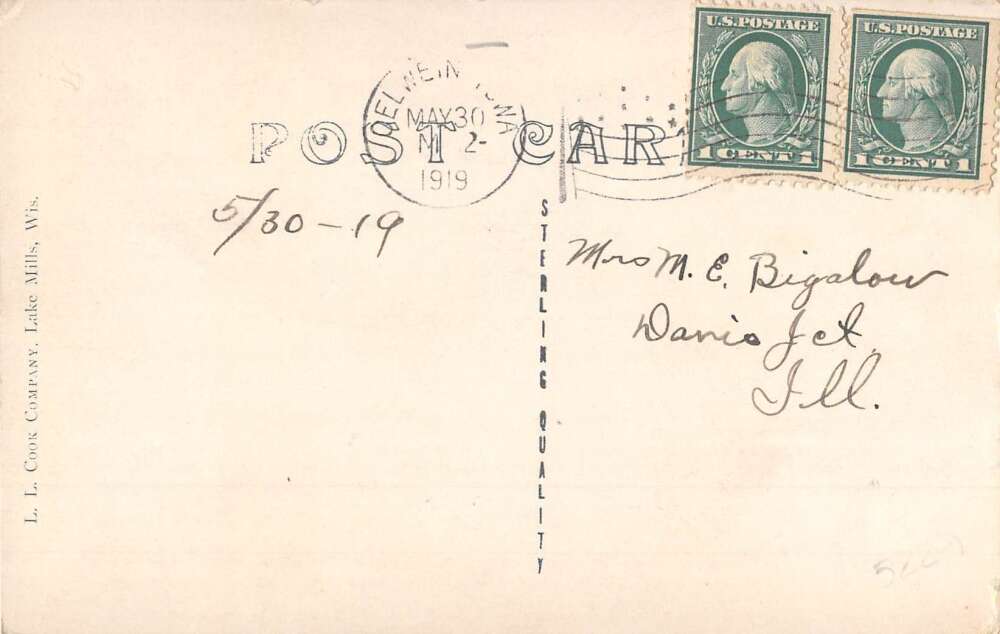 U.S. POSTAGE
1 CENT 1
U.S. POSTAGE
1 CENT 1
OELWEIN IOWA
MAY 30
1919
POST CAR
5/30-19
Mrs M. E. Bigalow
Davis Jct.
Ill.
STERLING QUALITY
L. L. COOK COMPANY, Lake Mills, Wis.